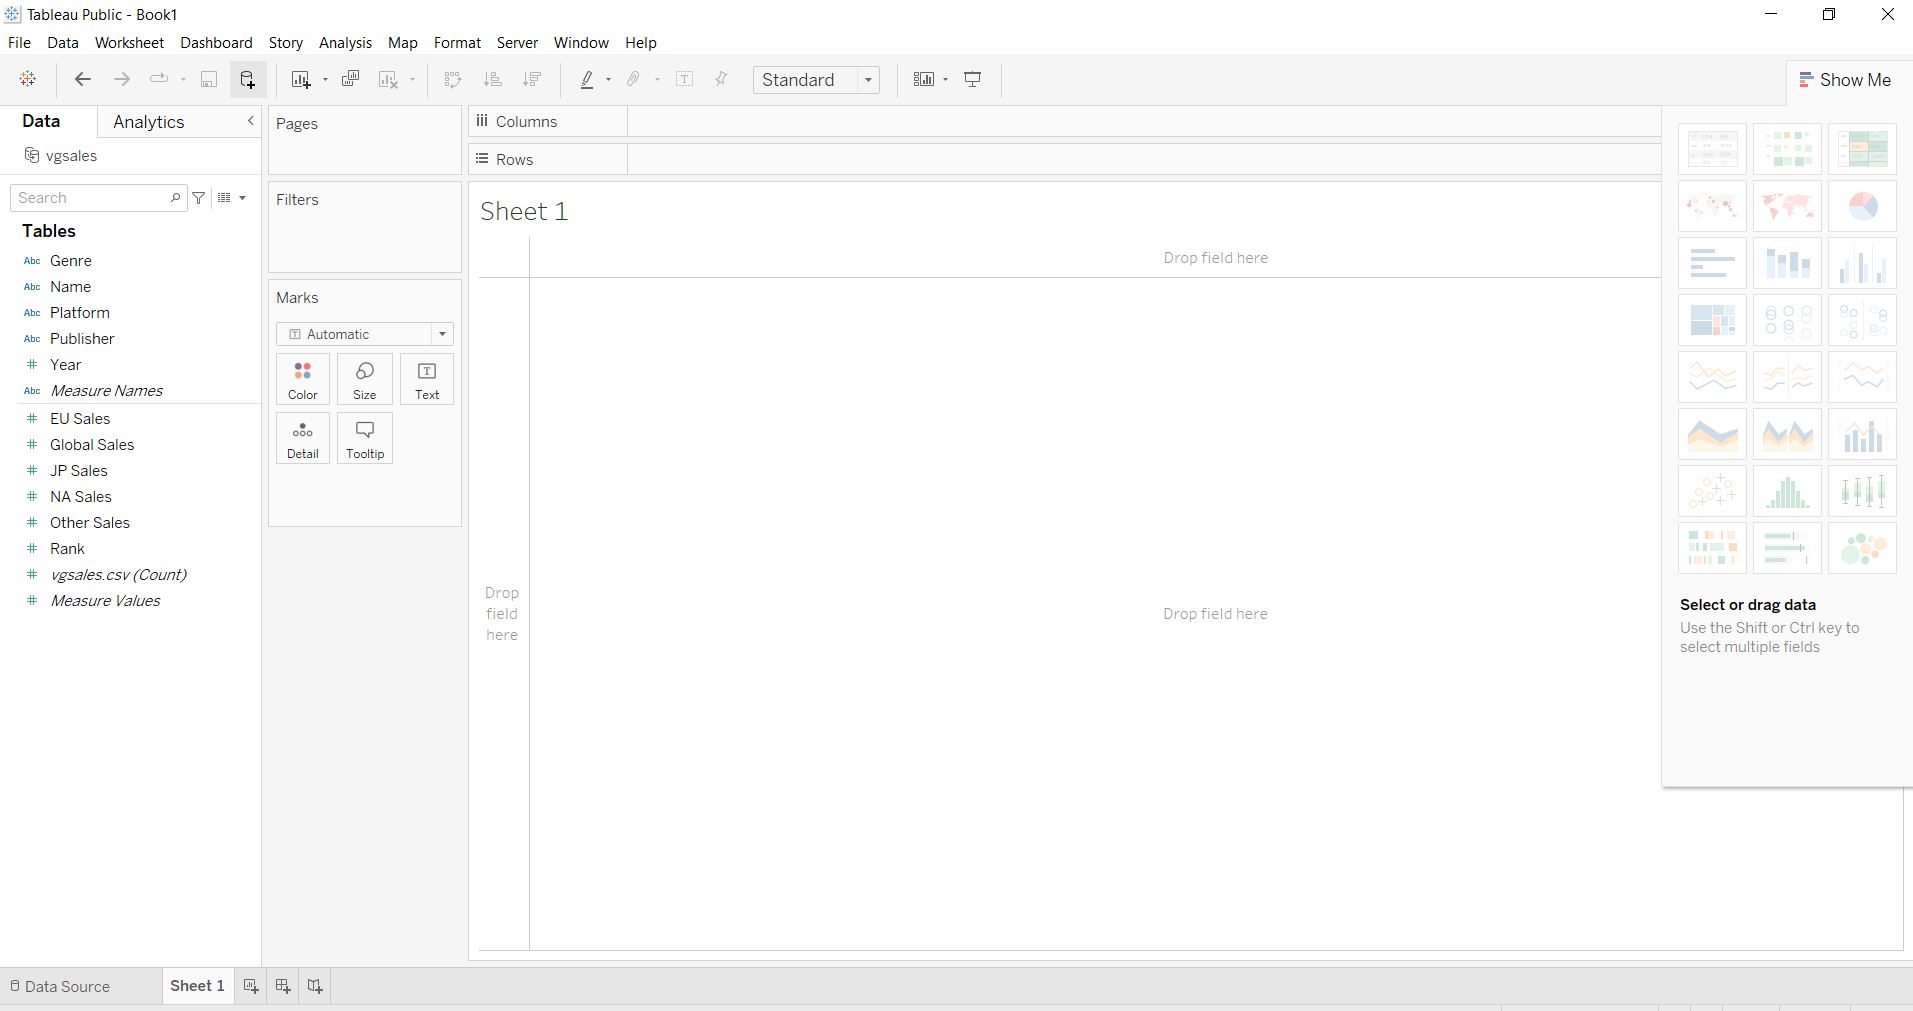 Tableau Public - Book1
File Data Worksheet Dashboard Story Analysis Map Format Server Window Help
Standard
Show Me
Data Analytics
vgsales
Search
Tables
Abc Genre
Abc Name
Abc Platform
Abc Publisher
# Year
Abc Measure Names
# EU Sales
# Global Sales
# JP Sales
# NA Sales
# Other Sales
# Rank
# vgsales.csv (Count)
# Measure Values
Pages
Filters
Marks
T Automatic
Color Size Text
Detail Tooltip
Columns
Rows
Sheet 1
Drop field here
Drop
field
here
Drop field here
Select or drag data
Use the Shift or Ctrl key to
select multiple fields
Data Source Sheet 1